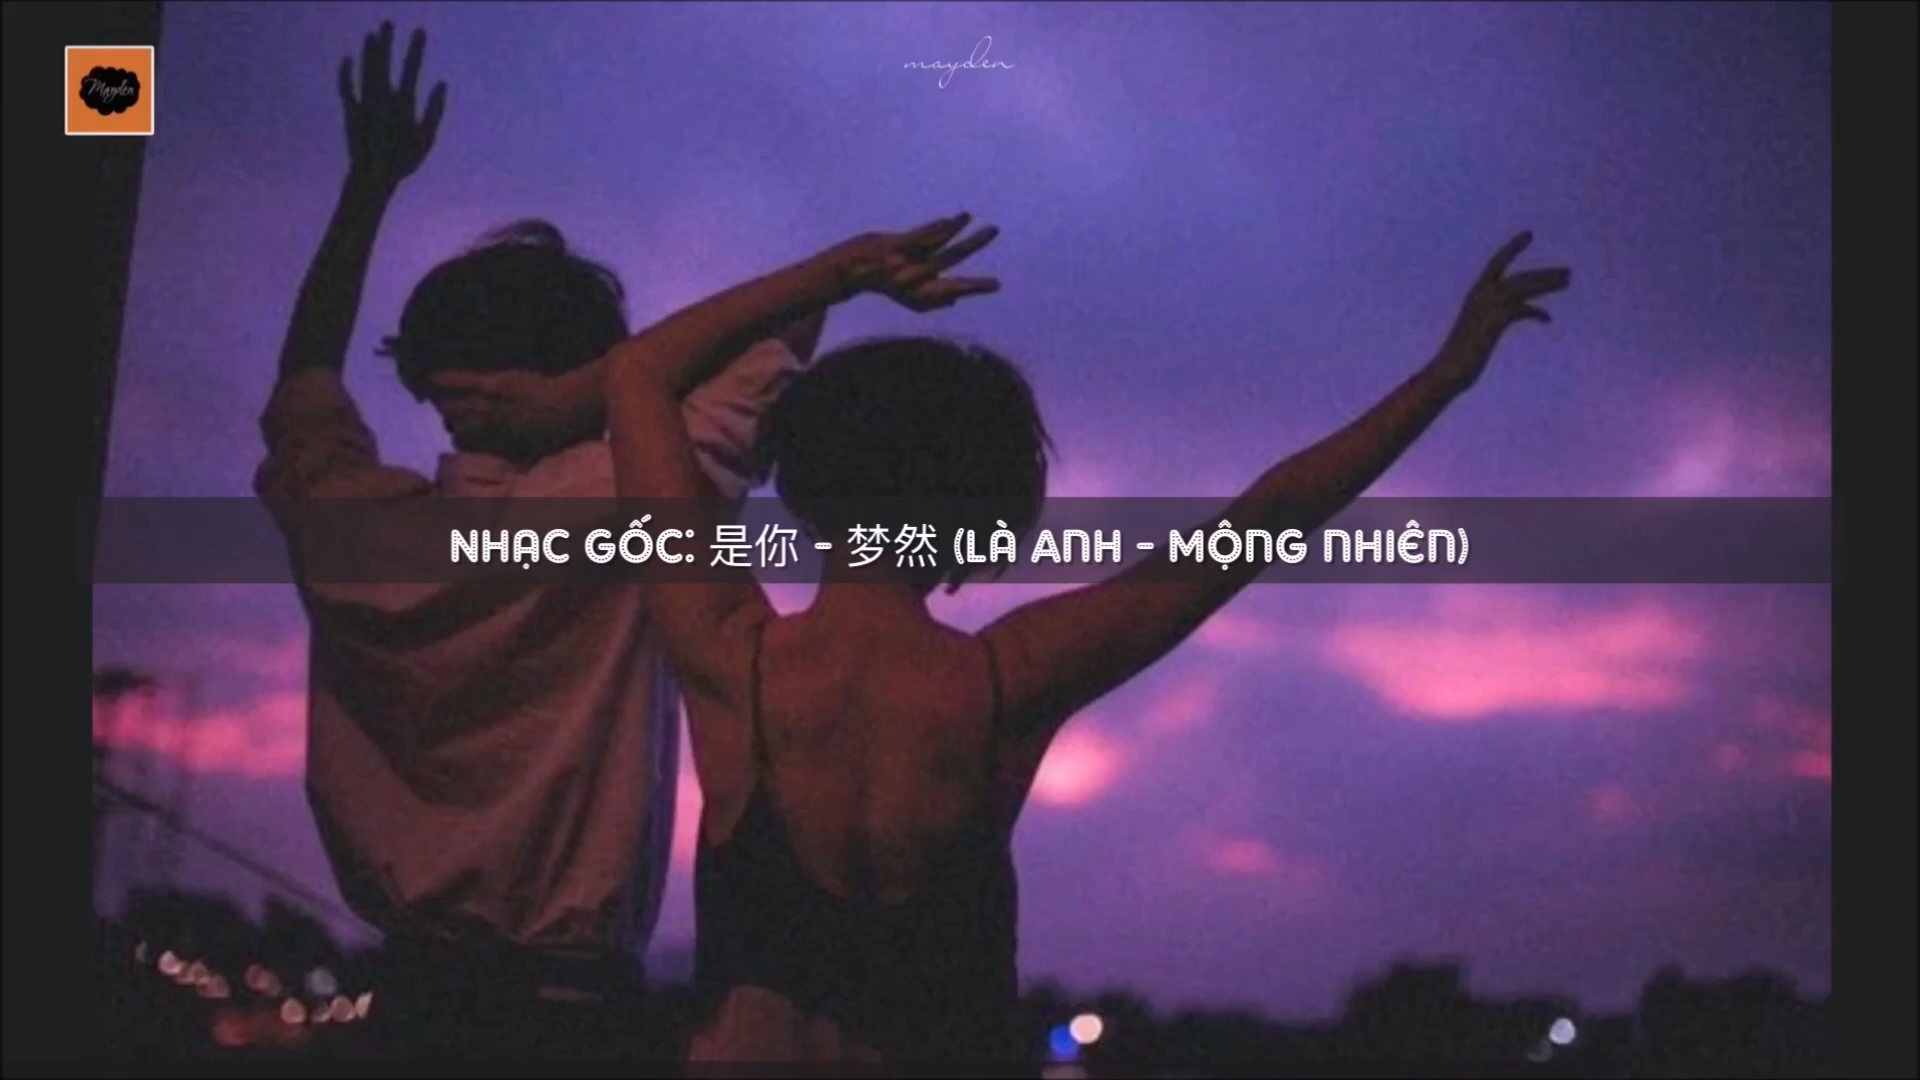 mayden
Mayden
NHẠC GỐC: 是你 - 梦然 (LÀ ANH - MỘNG NHIÊN)